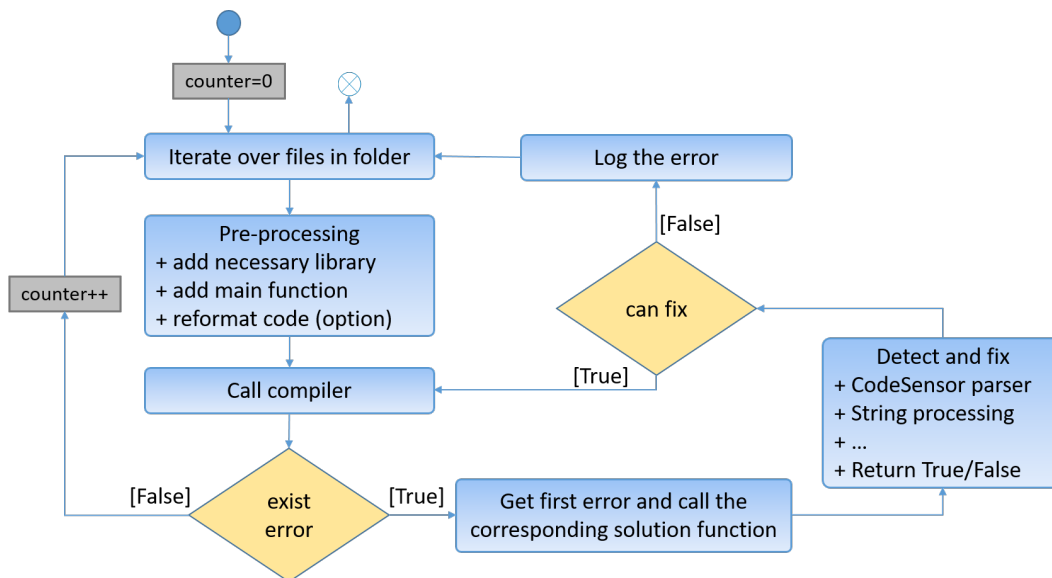 counter=0
Iterate over files in folder
Log the error
[False]
Pre-processing
+ add necessary library
+ add main function
+ reformat code (option)
counter++
can fix
Detect and fix
+ CodeSensor parser
+ String processing
+ ...
+ Return True/False
[True]
Call compiler
[False]
exist
error
[True]
Get first error and call the
corresponding solution function